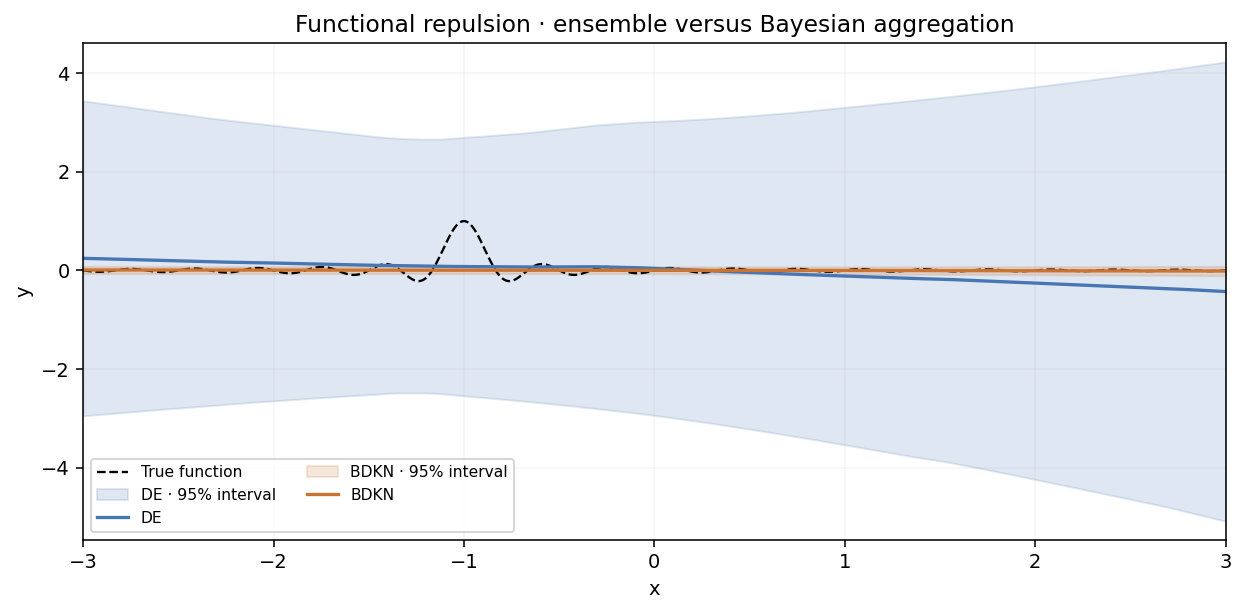 Functional repulsion · ensemble versus Bayesian aggregation
y
4
2
0
−2
−4
True function
DE · 95% interval
DE
BDKN · 95% interval
BDKN
−3 −2 −1 0 1 2 3
x